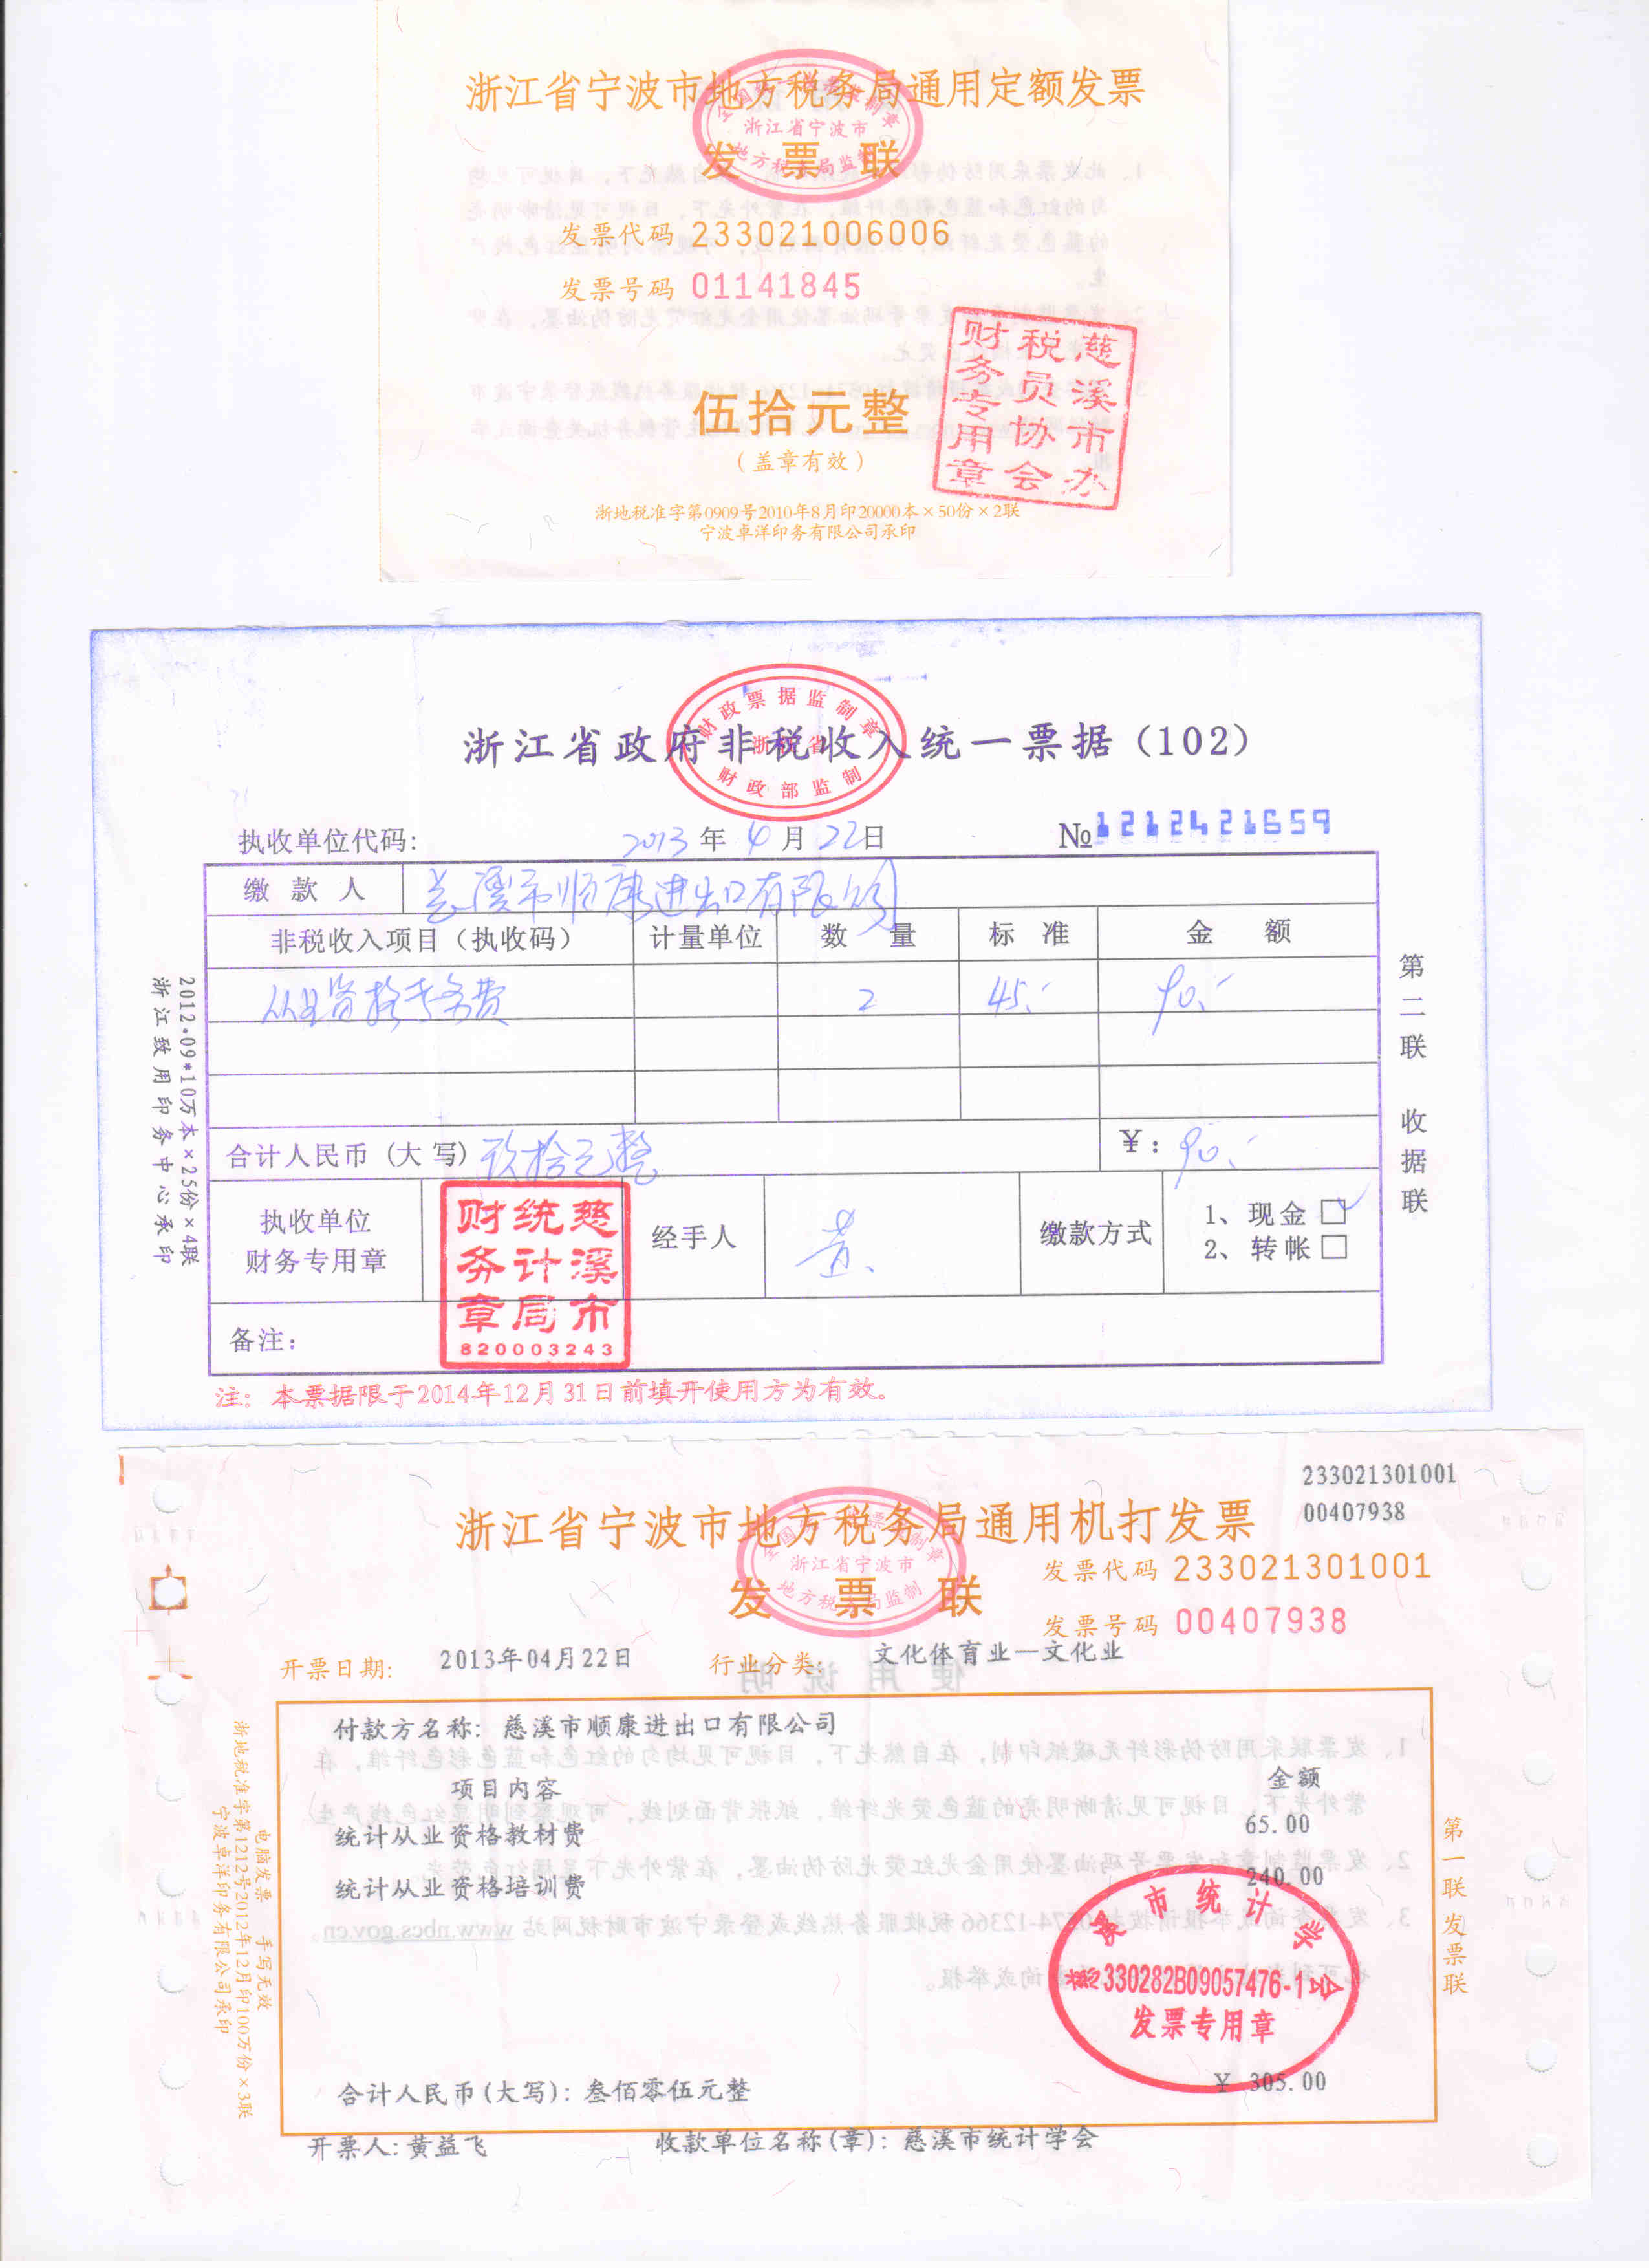 浙江省宁波市地方税务局通用定额发票
浙江省宁波市
发票联
发票代码 233021006006
发票号码 01141845
伍拾元整
(盖章有效)
慈溪市办
税员协会
财务专用章
浙地税准字第0909号2010年8月印20000本×50份×2联
宁波卓洋印务有限公司承印
浙江省政府非税收入统一票据(102)
财政票据监制章
财政部监制
执收单位代码: 2013年4月22日 №1212421659
缴款人 慈溪市顺康进出口有限公司
非税收入项目(执收码) 计量单位 数量 标准 金额
从业资格考务费 2 45.- 90.-
合计人民币(大写) 玖拾元整 ¥: 90.-
执收单位
财务专用章
慈溪市
统计局
财务章
820003243
经手人 黄
缴款方式
1、现金□
2、转帐□
备注:
注: 本票据限于2014年12月31日前填开使用方为有效。
第二联 收据联
2012·09*10万本×25份×4联
浙江致用印务中心承印
233021301001
00407938
浙江省宁波市地方税务局通用机打发票
浙江省宁波市
发票联
发票代码 233021301001
发票号码 00407938
开票日期: 2013年04月22日 行业分类: 文化体育业—文化业
付款方名称: 慈溪市顺康进出口有限公司
项目内容 金额
统计从业资格教材费 65.00
统计从业资格培训费 240.00
慈溪市统计学会
330282B09057476-1
发票专用章
合计人民币(大写): 叁佰零伍元整 ¥ 305.00
开票人: 黄益飞 收款单位名称(章): 慈溪市统计学会
第一联 发票联
电脑发票 手写无效
浙地税准字第1212号2012年12月印100万份×3联
宁波卓洋印务有限公司承印
使用说明